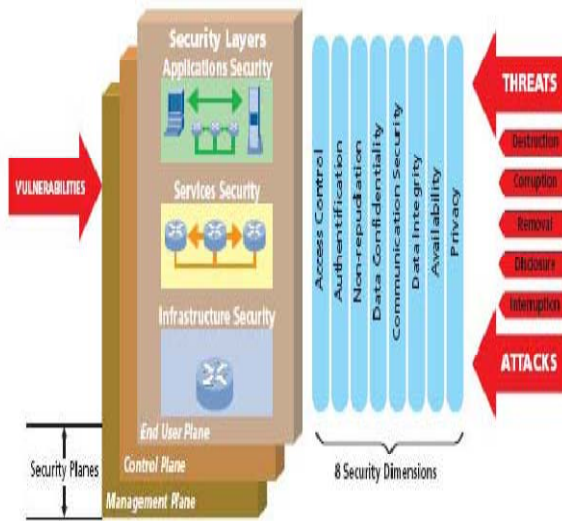 Security Layers
Applications Security
Services Security
Infrastructure Security
End User Plane
Control Plane
Management Plane
VULNERABILITIES
Security Planes
Access Control
Authentification
Non-repudiation
Data Confidentiality
Communication Security
Data Integrity
Availability
Privacy
8 Security Dimensions
THREATS
Destruction
Corruption
Removal
Disclosure
Interruption
ATTACKS